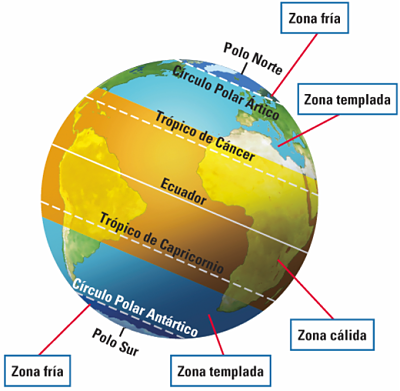 Zona fría
Polo Norte
Círculo Polar Ártico
Zona templada
Trópico de Cáncer
Ecuador
Trópico de Capricornio
Círculo Polar Antártico
Zona cálida
Polo Sur
Zona fría
Zona templada